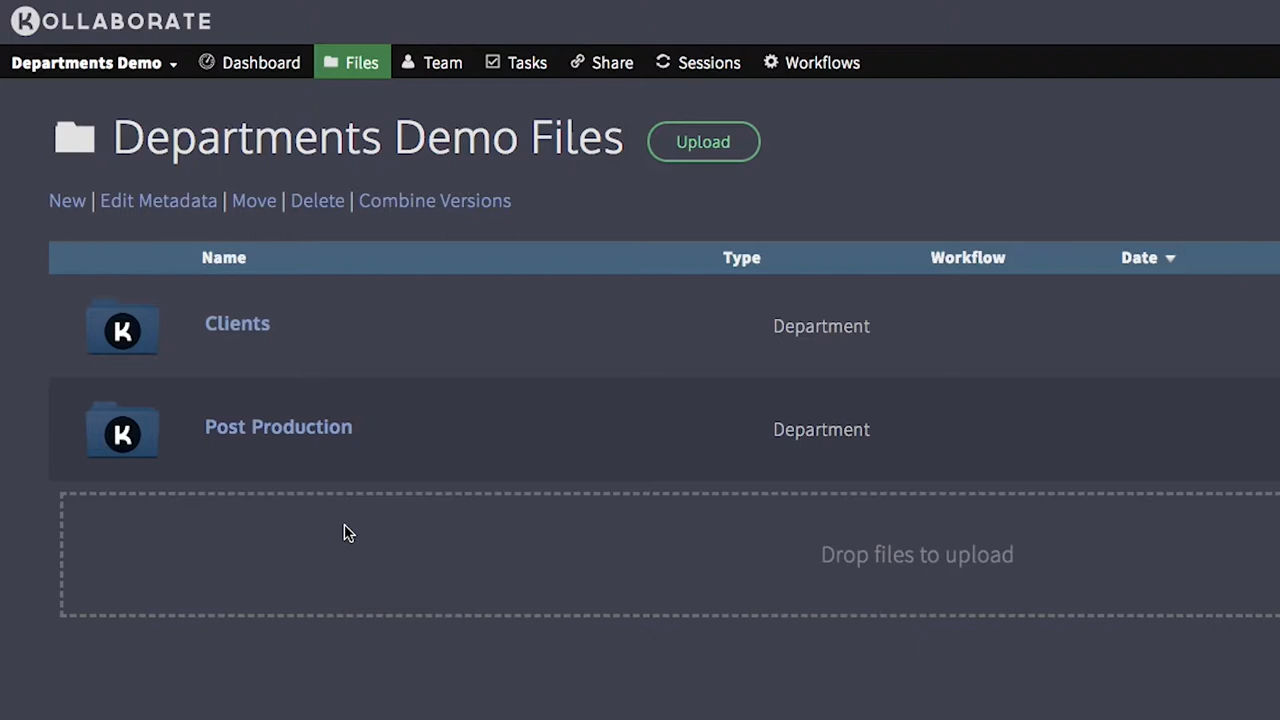 KOLLABORATE
Departments Demo Dashboard Files Team Tasks Share Sessions Workflows
Departments Demo Files Upload
New | Edit Metadata | Move | Delete | Combine Versions
Name Type Workflow Date
K Clients Department
K Post Production Department
Drop files to upload